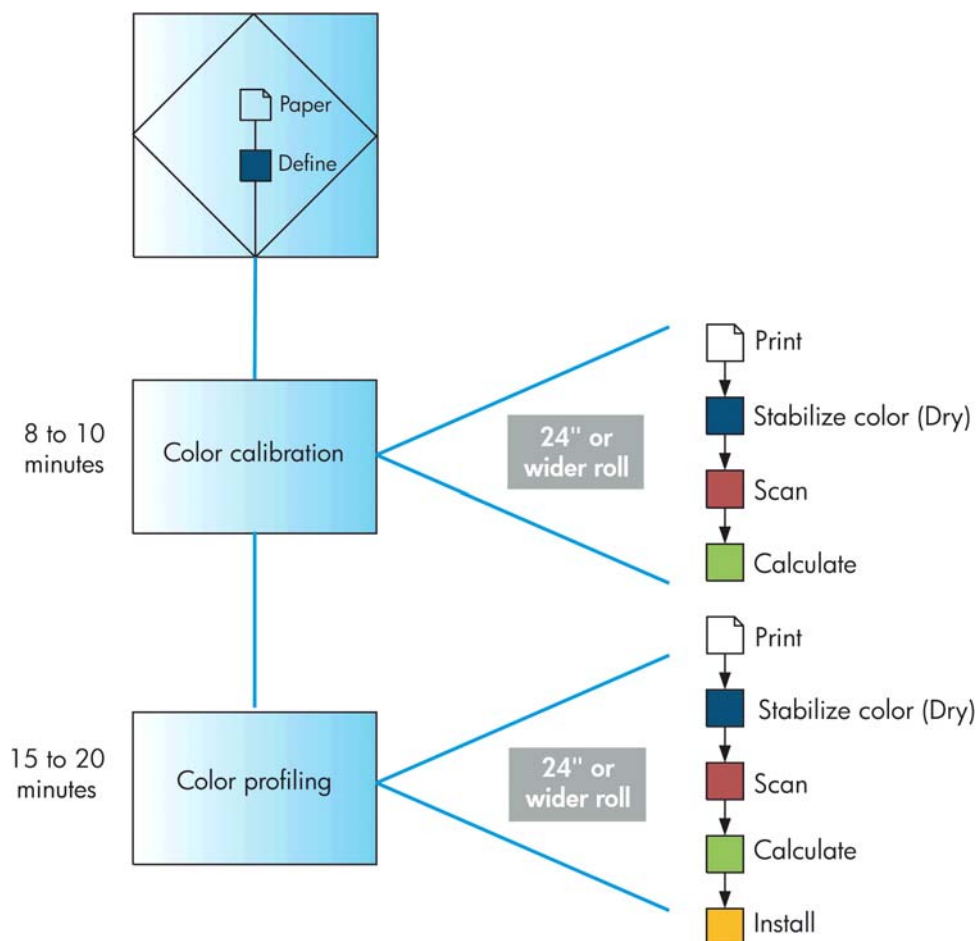 Paper
Define
8 to 10
minutes
Color calibration
24" or
wider roll
Print
Stabilize color (Dry)
Scan
Calculate
15 to 20
minutes
Color profiling
24" or
wider roll
Print
Stabilize color (Dry)
Scan
Calculate
Install